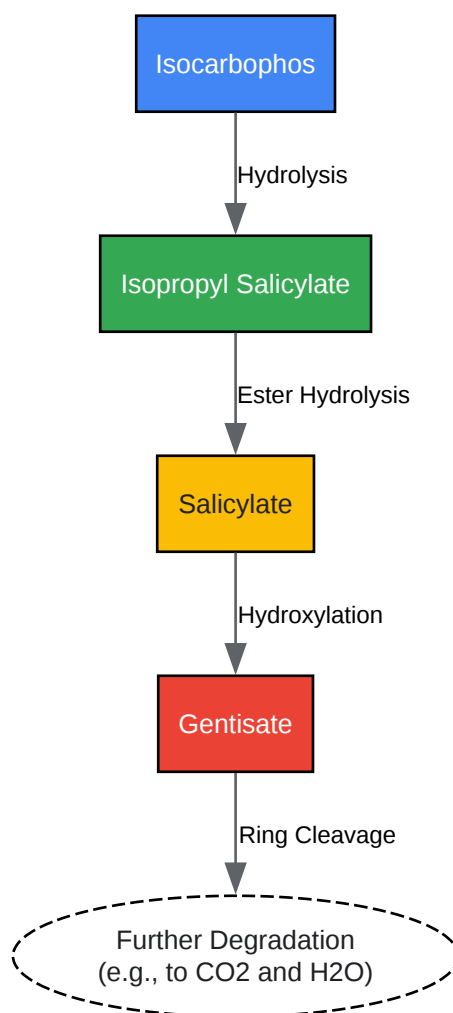 Isocarbophos
Hydrolysis
Isopropyl Salicylate
Ester Hydrolysis
Salicylate
Hydroxylation
Gentisate
Ring Cleavage
Further Degradation
(e.g., to CO2 and H2O)